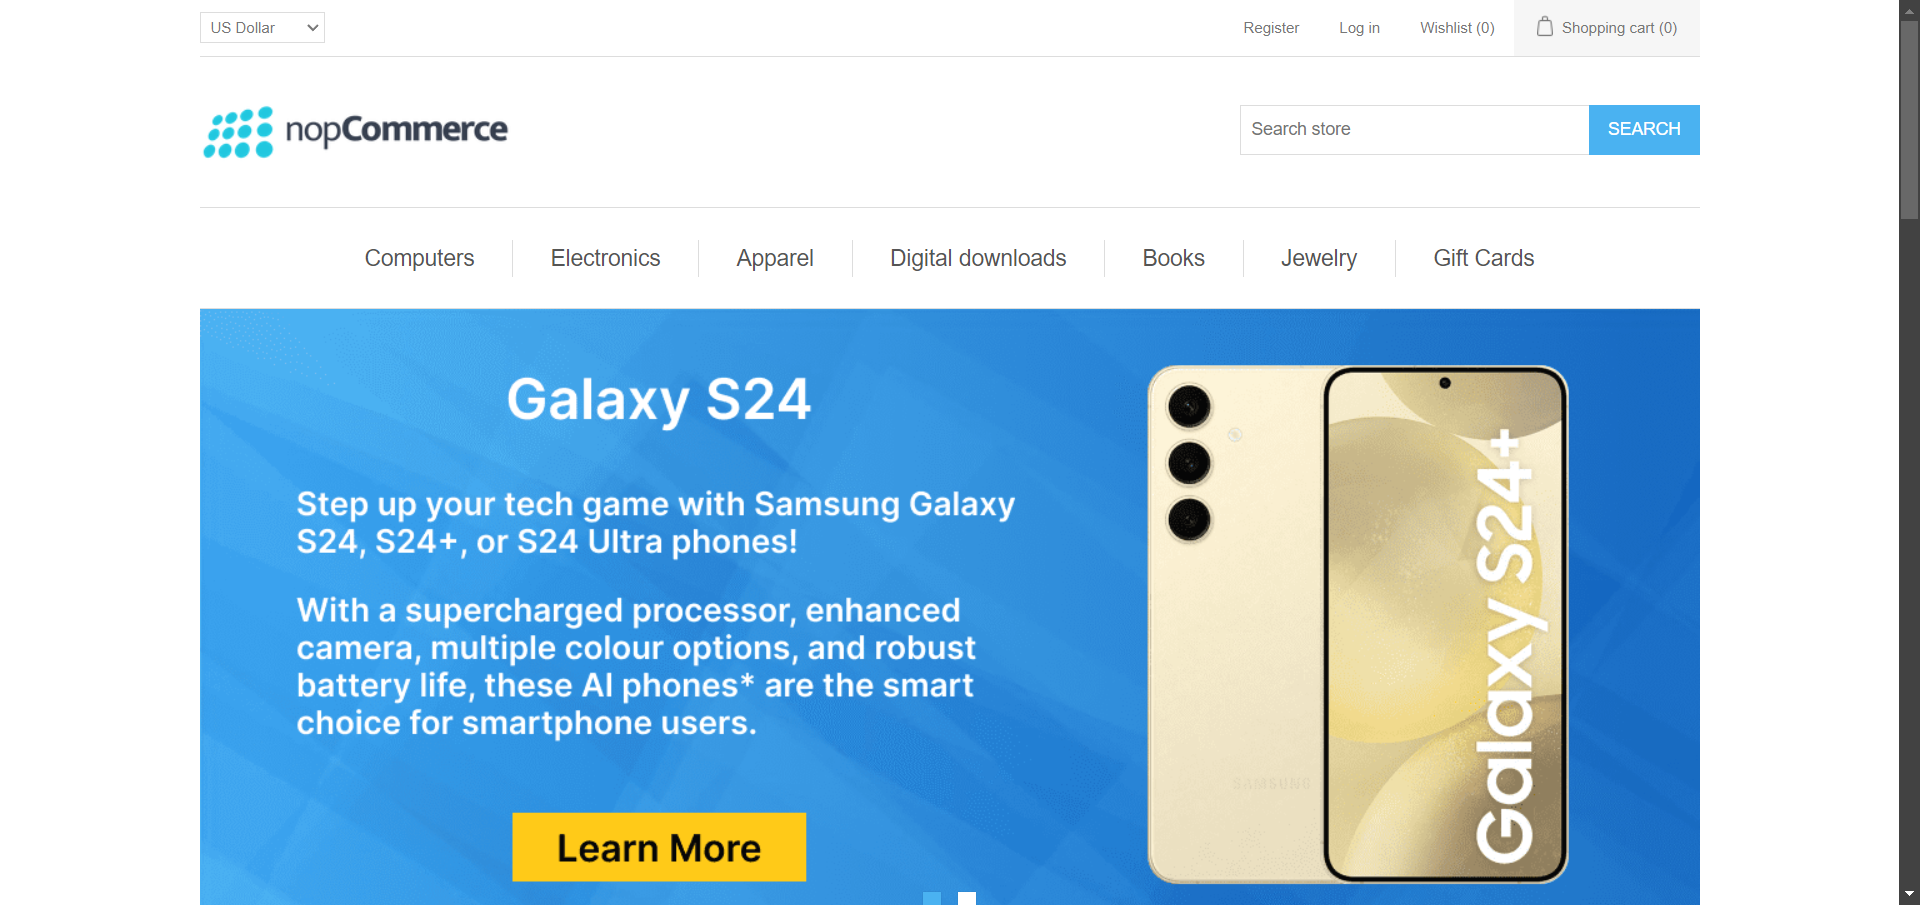 US Dollar
Register
Log in
Wishlist (0)
Shopping cart (0)
nopCommerce
Search store
SEARCH
Computers
Electronics
Apparel
Digital downloads
Books
Jewelry
Gift Cards
Galaxy S24
Step up your tech game with Samsung Galaxy
S24, S24+, or S24 Ultra phones!
With a supercharged processor, enhanced
camera, multiple colour options, and robust
battery life, these AI phones* are the smart
choice for smartphone users.
Learn More
SAMSUNG
Galaxy S24+